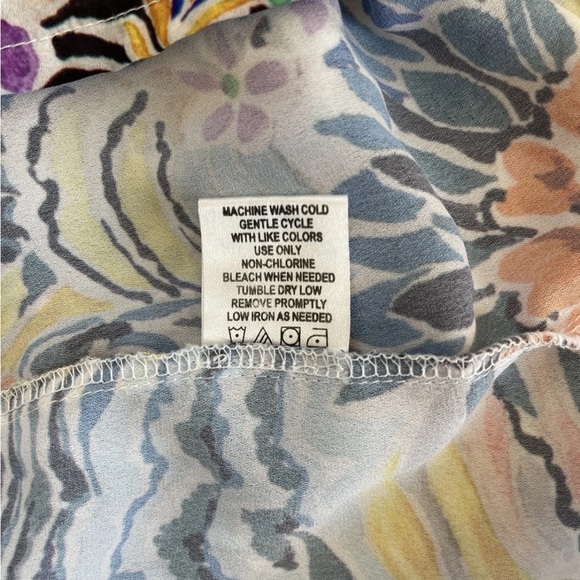 MACHINE WASH COLD
GENTLE CYCLE
WITH LIKE COLORS
USE ONLY
NON-CHLORINE
BLEACH WHEN NEEDED
TUMBLE DRY LOW
REMOVE PROMPTLY
LOW IRON AS NEEDED